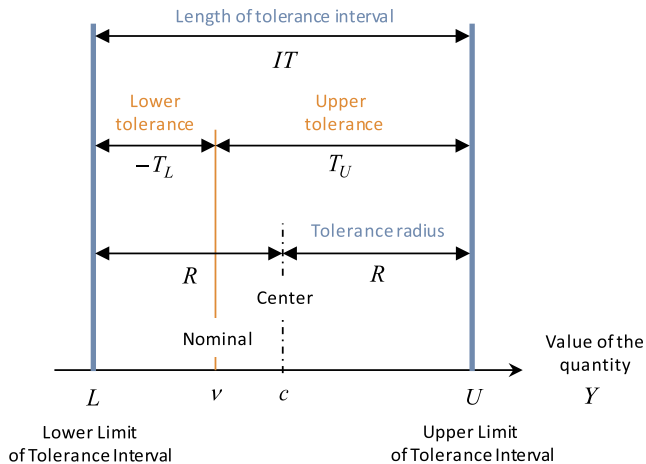 Length of tolerance interval
IT
Lower
tolerance
Upper
tolerance
−T_L
T_U
Tolerance radius
R
R
Center
Nominal
Value of the
quantity
Y
L
ν
c
U
Lower Limit
of Tolerance Interval
Upper Limit
of Tolerance Interval